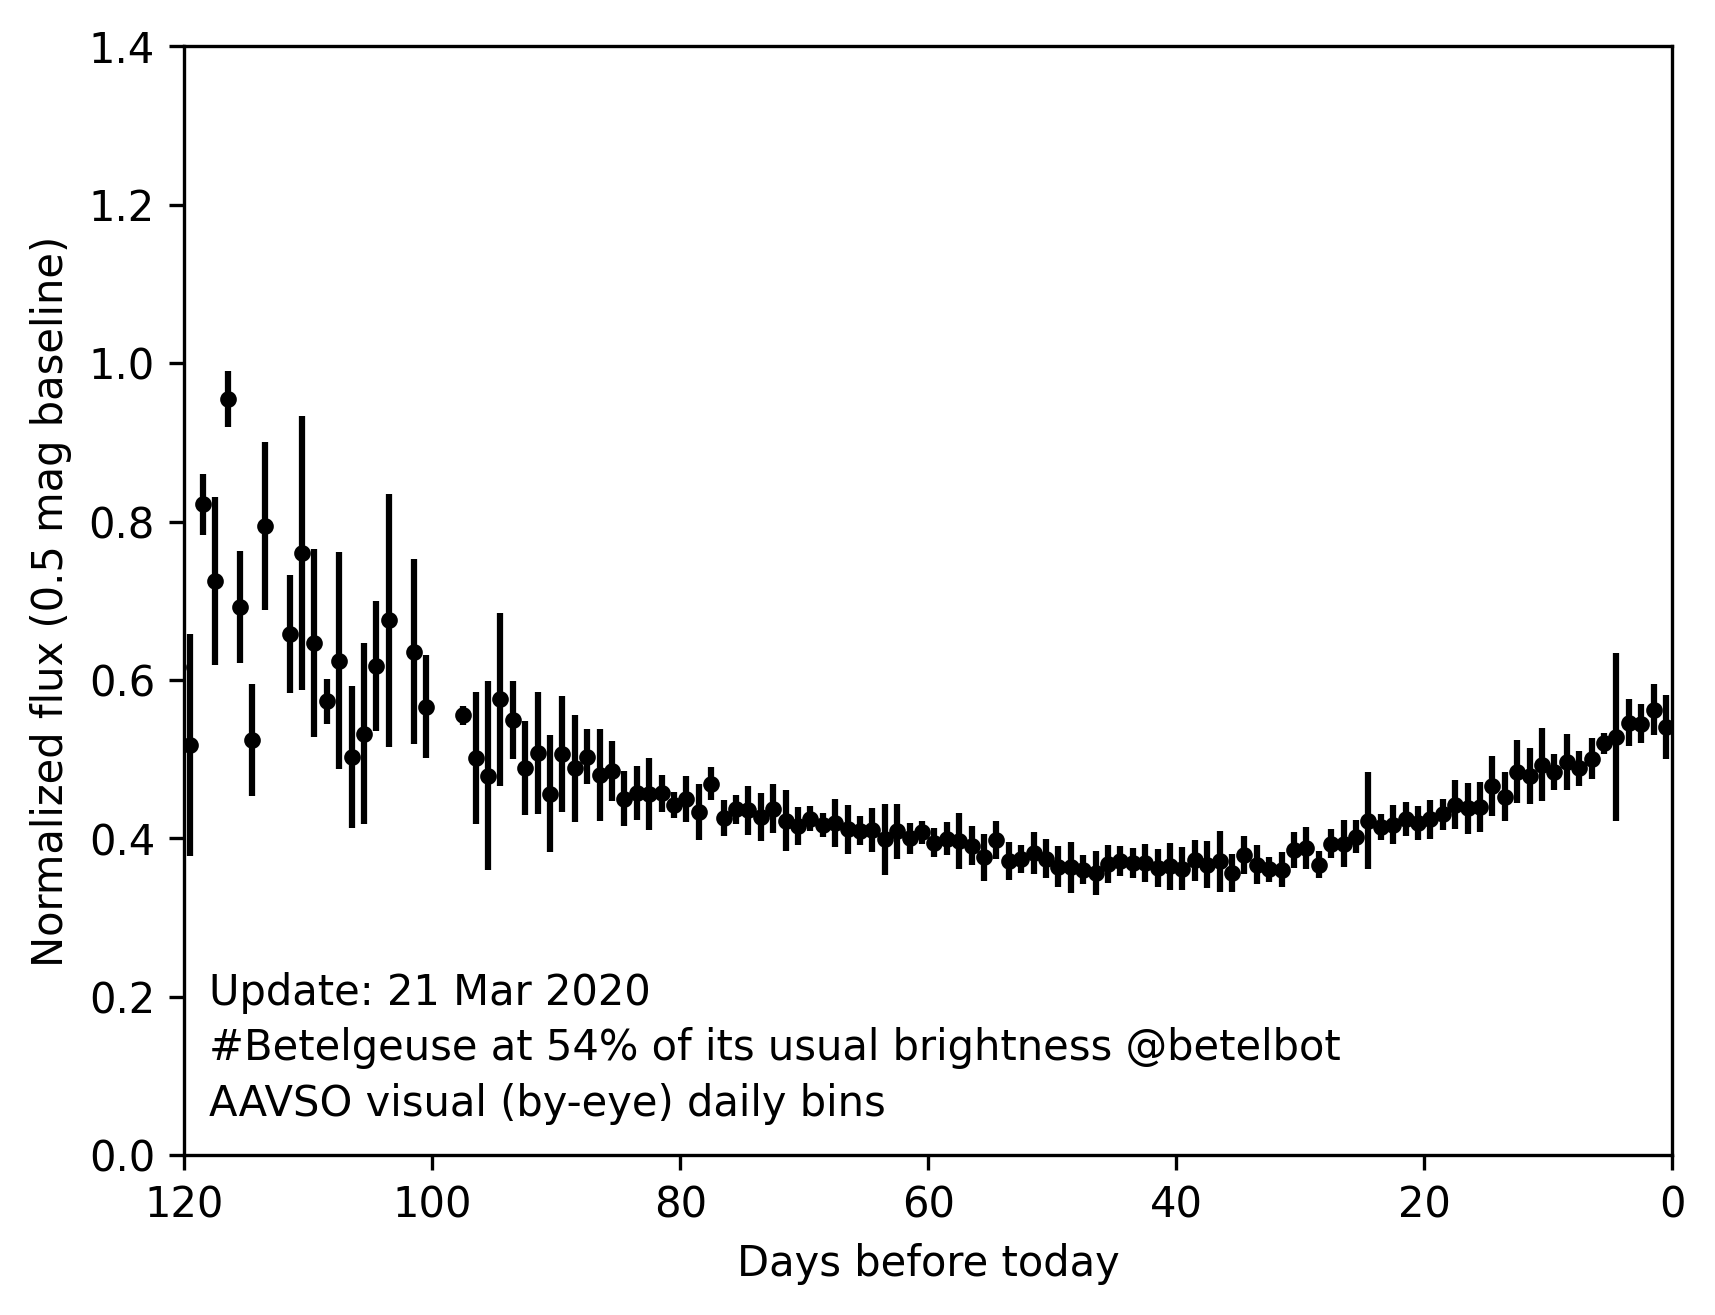 1.4
1.2
1.0
0.8
0.6
0.4
0.2
0.0
Normalized flux (0.5 mag baseline)
Update: 21 Mar 2020
#Betelgeuse at 54% of its usual brightness @betelbot
AAVSO visual (by-eye) daily bins
120 100 80 60 40 20 0
Days before today